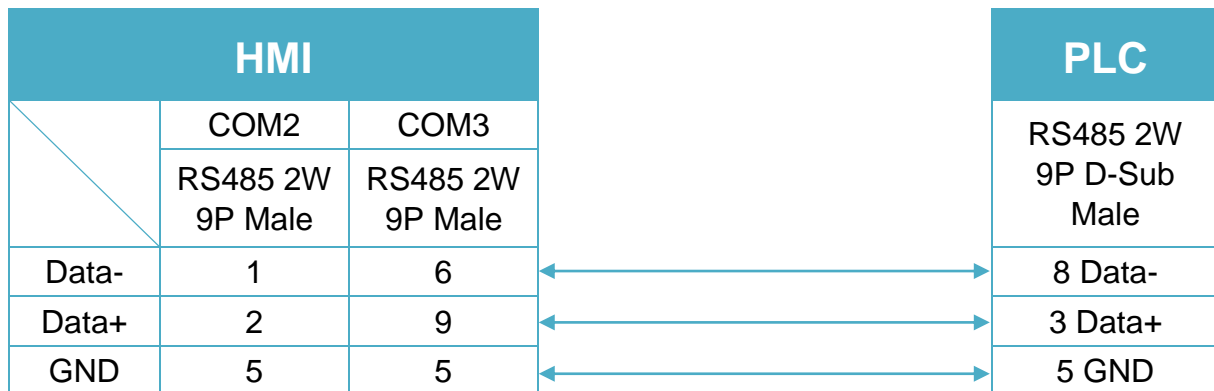 HMI PLC
COM2 COM3
RS485 2W
9P Male
RS485 2W
9P Male
RS485 2W
9P D-Sub
Male
Data- 1 6 8 Data-
Data+ 2 9 3 Data+
GND 5 5 5 GND